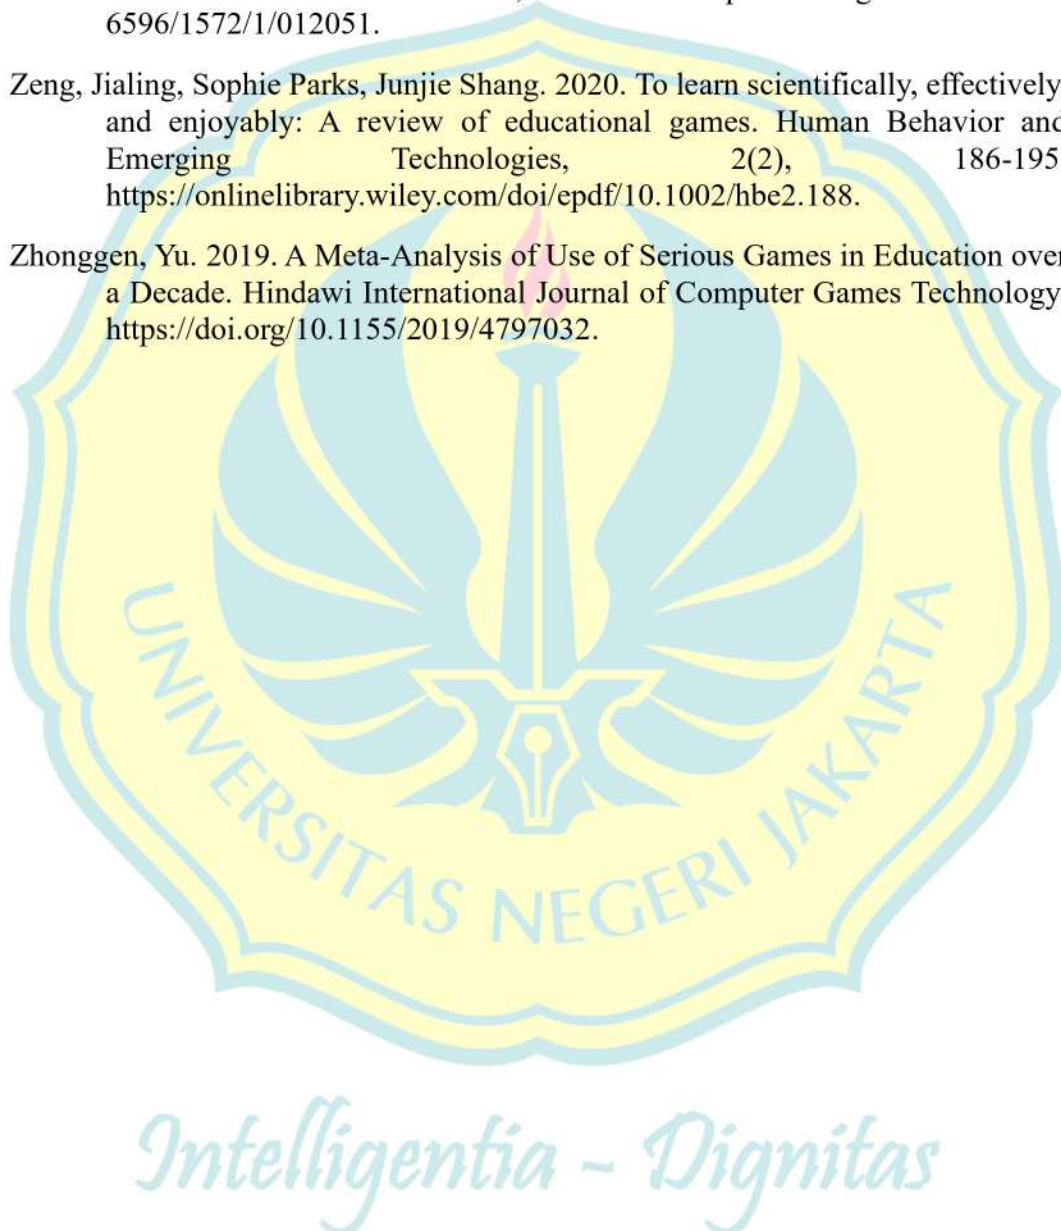 6596/1572/1/012051.
Zeng, Jialing, Sophie Parks, Junjie Shang. 2020. To learn scientifically, effectively
and enjoyably: A review of educational games. Human Behavior and
Emerging Technologies, 2(2), 186-195
https://onlinelibrary.wiley.com/doi/epdf/10.1002/hbe2.188.
Zhonggen, Yu. 2019. A Meta-Analysis of Use of Serious Games in Education over
a Decade. Hindawi International Journal of Computer Games Technology
https://doi.org/10.1155/2019/4797032.
UNIVERSITAS NEGERI JAKARTA
Intelligentia - Dignitas